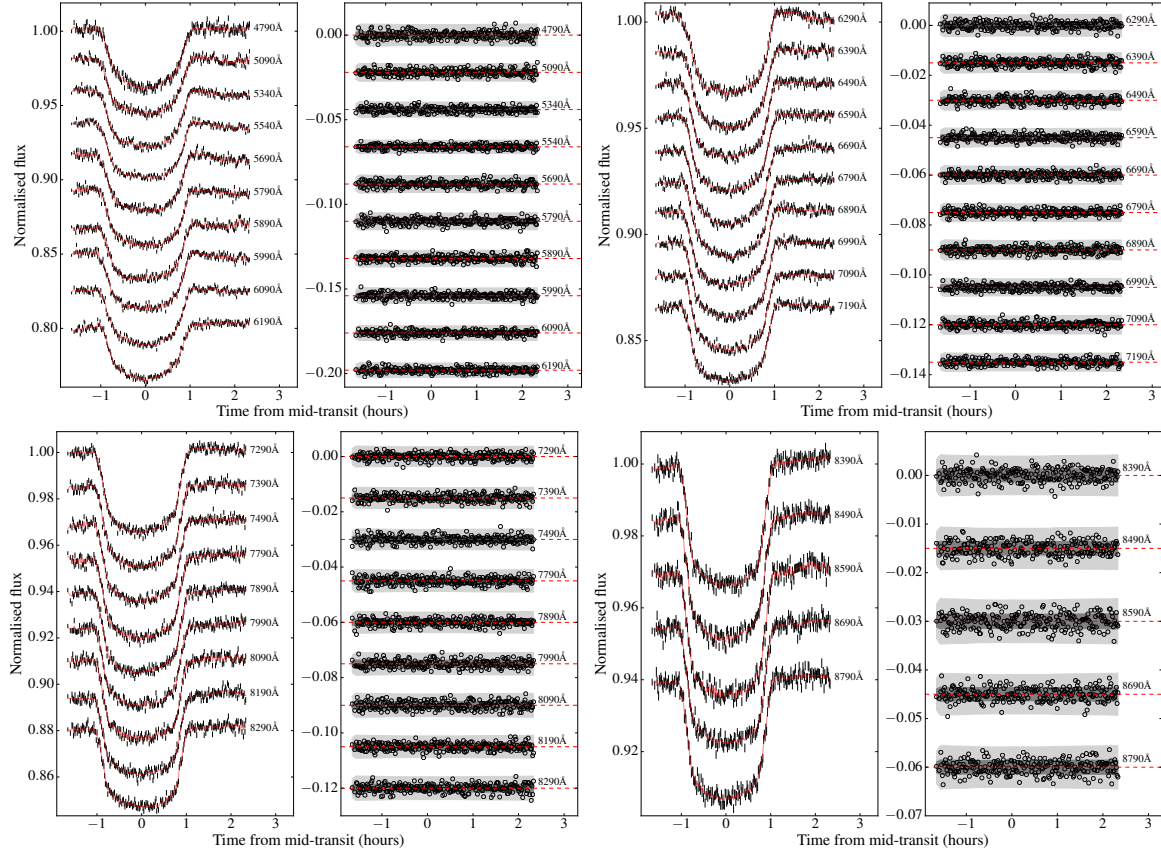 1.00
0.95
0.90
0.85
0.80
Normalised flux
4790Å
5090Å
5340Å
5540Å
5690Å
5790Å
5890Å
5990Å
6090Å
6190Å
−1 0 1 2 3
0.00
−0.05
−0.10
−0.15
−0.20
4790Å
5090Å
5340Å
5540Å
5690Å
5790Å
5890Å
5990Å
6090Å
6190Å
−1 0 1 2 3
Time from mid-transit (hours)
1.00
0.95
0.90
0.85
Normalised flux
6290Å
6390Å
6490Å
6590Å
6690Å
6790Å
6890Å
6990Å
7090Å
7190Å
−1 0 1 2 3
0.00
−0.02
−0.04
−0.06
−0.08
−0.10
−0.12
−0.14
6290Å
6390Å
6490Å
6590Å
6690Å
6790Å
6890Å
6990Å
7090Å
7190Å
−1 0 1 2 3
Time from mid-transit (hours)
1.00
0.98
0.96
0.94
0.92
0.90
0.88
0.86
Normalised flux
7290Å
7390Å
7490Å
7790Å
7890Å
7990Å
8090Å
8190Å
8290Å
−1 0 1 2 3
0.00
−0.02
−0.04
−0.06
−0.08
−0.10
−0.12
7290Å
7390Å
7490Å
7790Å
7890Å
7990Å
8090Å
8190Å
8290Å
−1 0 1 2 3
Time from mid-transit (hours)
1.00
0.98
0.96
0.94
0.92
Normalised flux
8390Å
8490Å
8590Å
8690Å
8790Å
−1 0 1 2 3
0.00
−0.01
−0.02
−0.03
−0.04
−0.05
−0.06
−0.07
8390Å
8490Å
8590Å
8690Å
8790Å
−1 0 1 2 3
Time from mid-transit (hours)